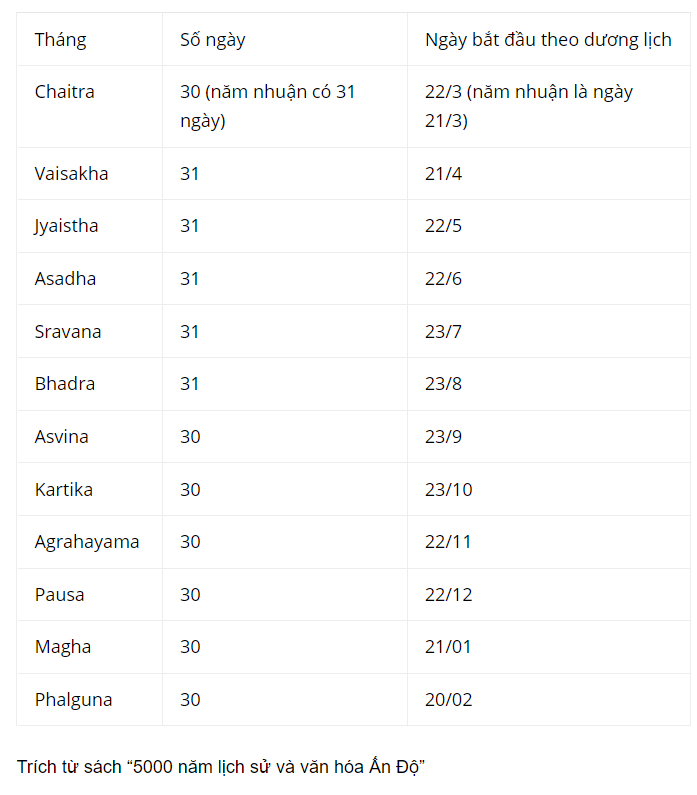 Tháng Số ngày Ngày bắt đầu theo dương lịch
Chaitra 30 (năm nhuận có 31 22/3 (năm nhuận là ngày
ngày) 21/3)
Vaisakha 31 21/4
Jyaistha 31 22/5
Asadha 31 22/6
Sravana 31 23/7
Bhadra 31 23/8
Asvina 30 23/9
Kartika 30 23/10
Agrahayama 30 22/11
Pausa 30 22/12
Magha 30 21/01
Phalguna 30 20/02
Trích từ sách “5000 năm lịch sử và văn hóa Ấn Độ”